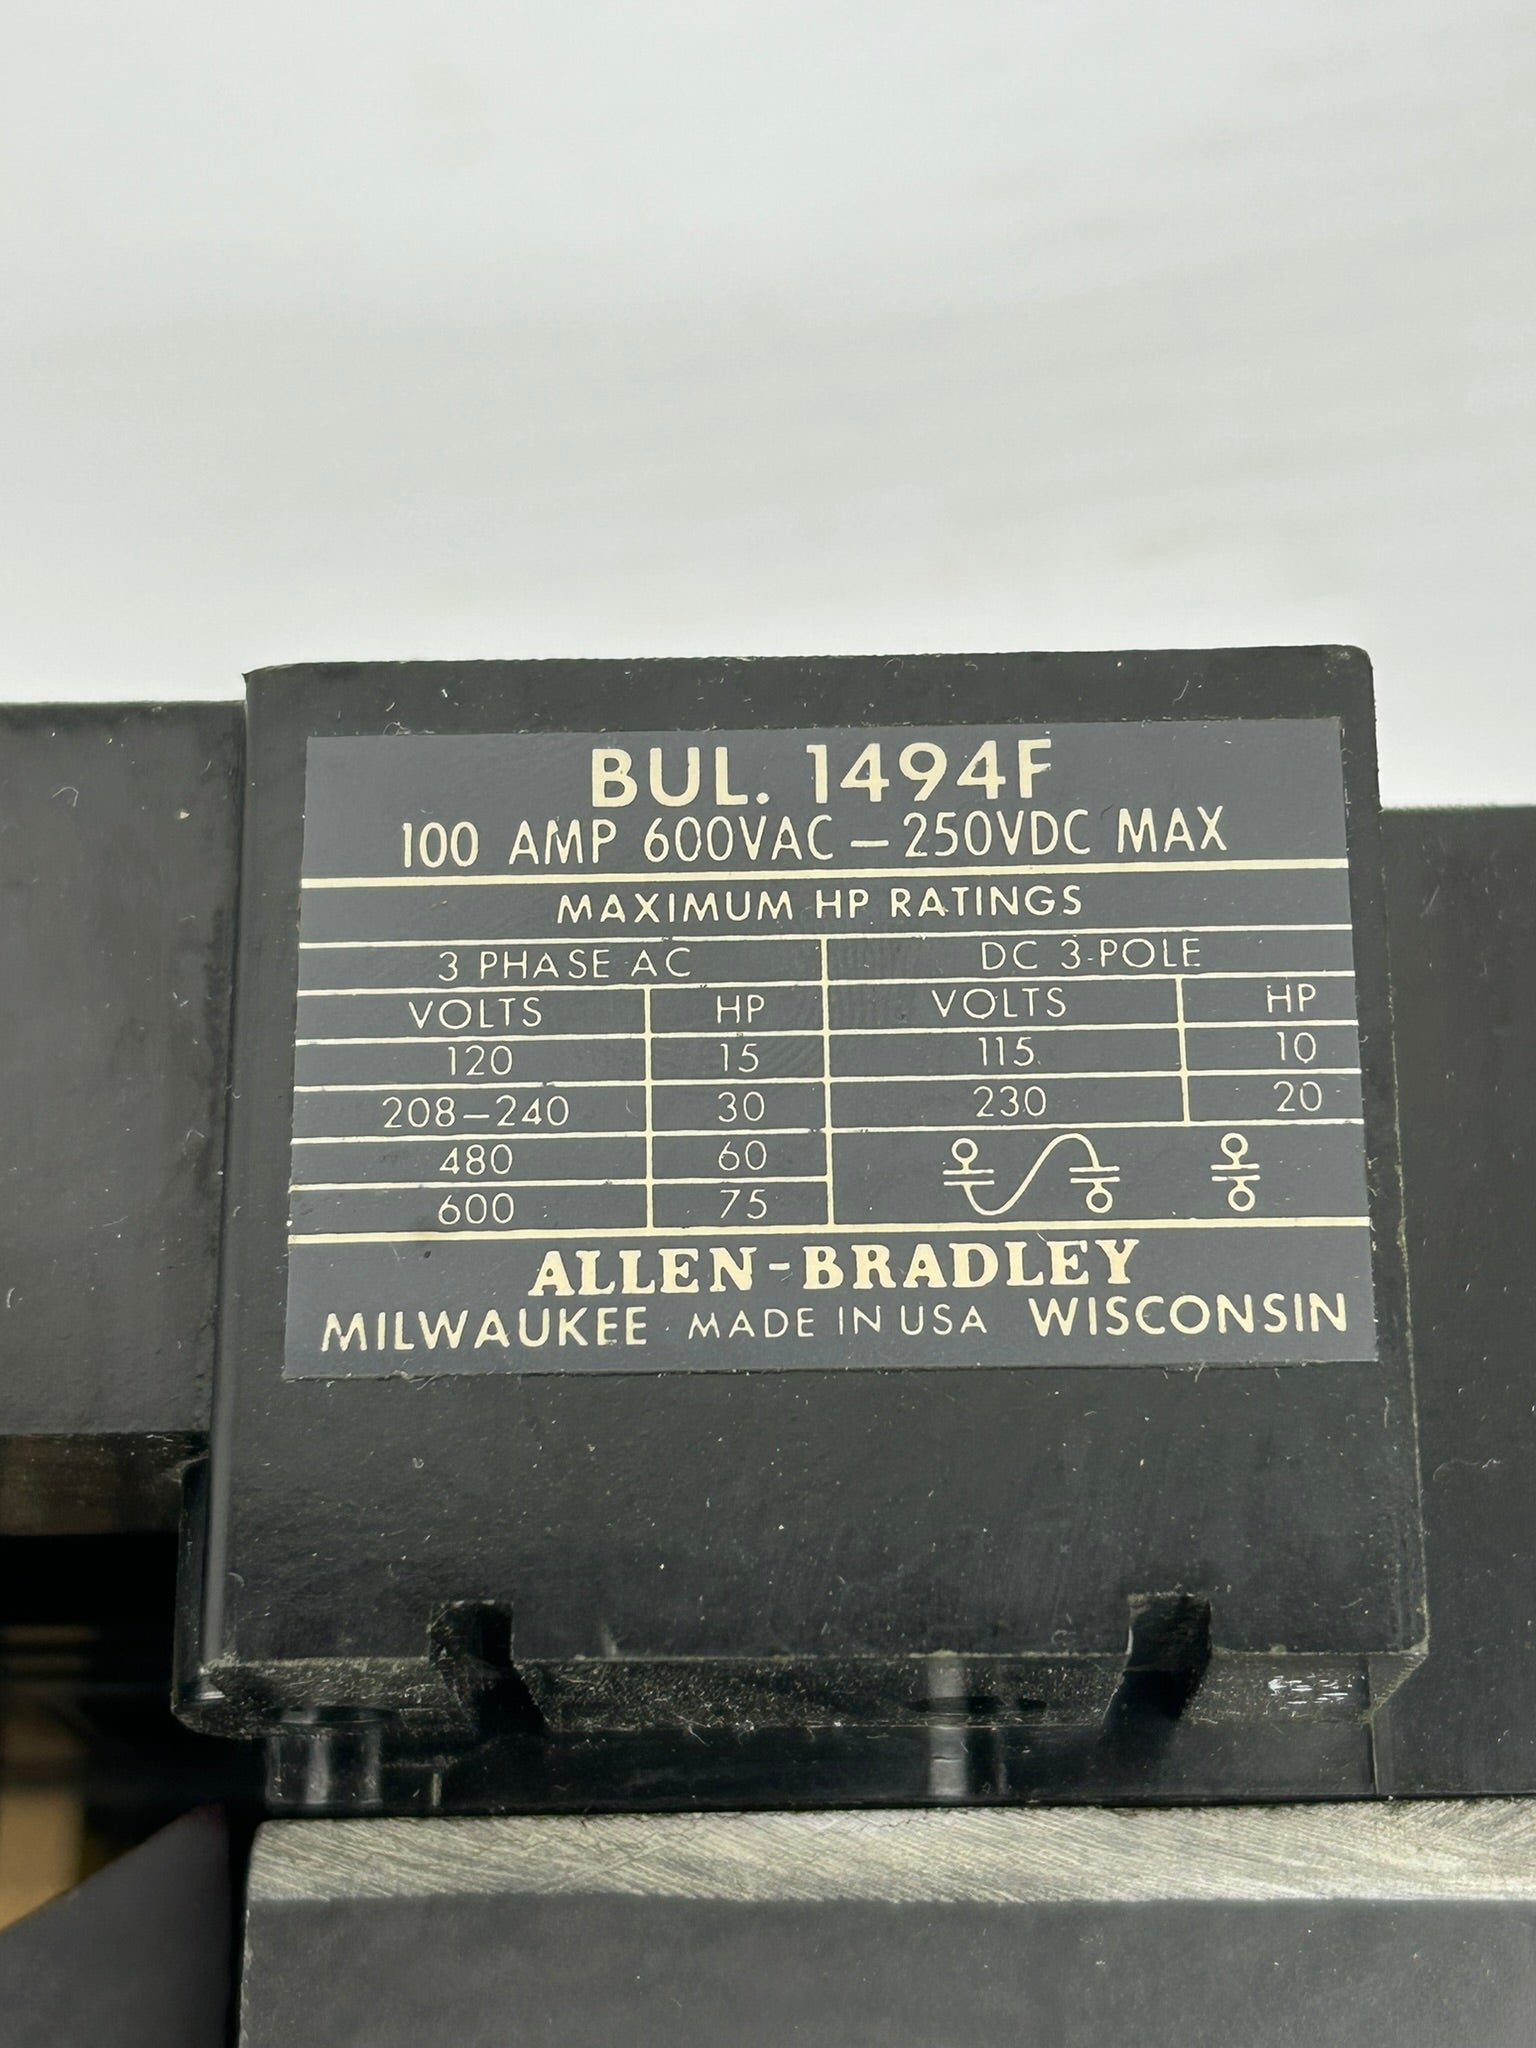 BUL. 1494F
100 AMP 600VAC – 250VDC MAX
MAXIMUM HP RATINGS
3 PHASE AC DC 3-POLE
VOLTS HP VOLTS HP
120 15 115 10
208–240 30 230 20
480 60
600 75
ALLEN-BRADLEY
MILWAUKEE MADE IN USA WISCONSIN